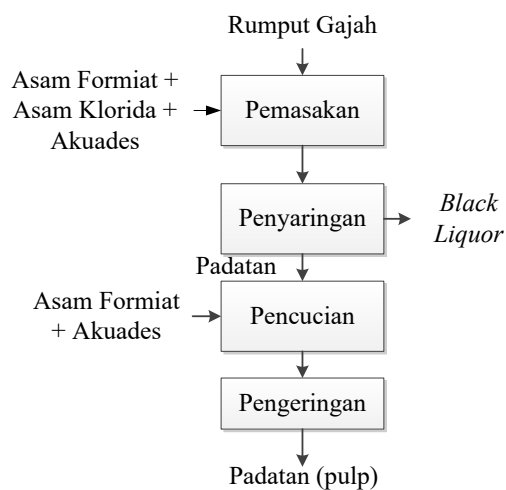 Rumput Gajah
Asam Formiat +
Asam Klorida +
Akuades
Pemasakan
Penyaringan
Black
Liquor
Padatan
Asam Formiat
+ Akuades
Pencucian
Pengeringan
Padatan (pulp)